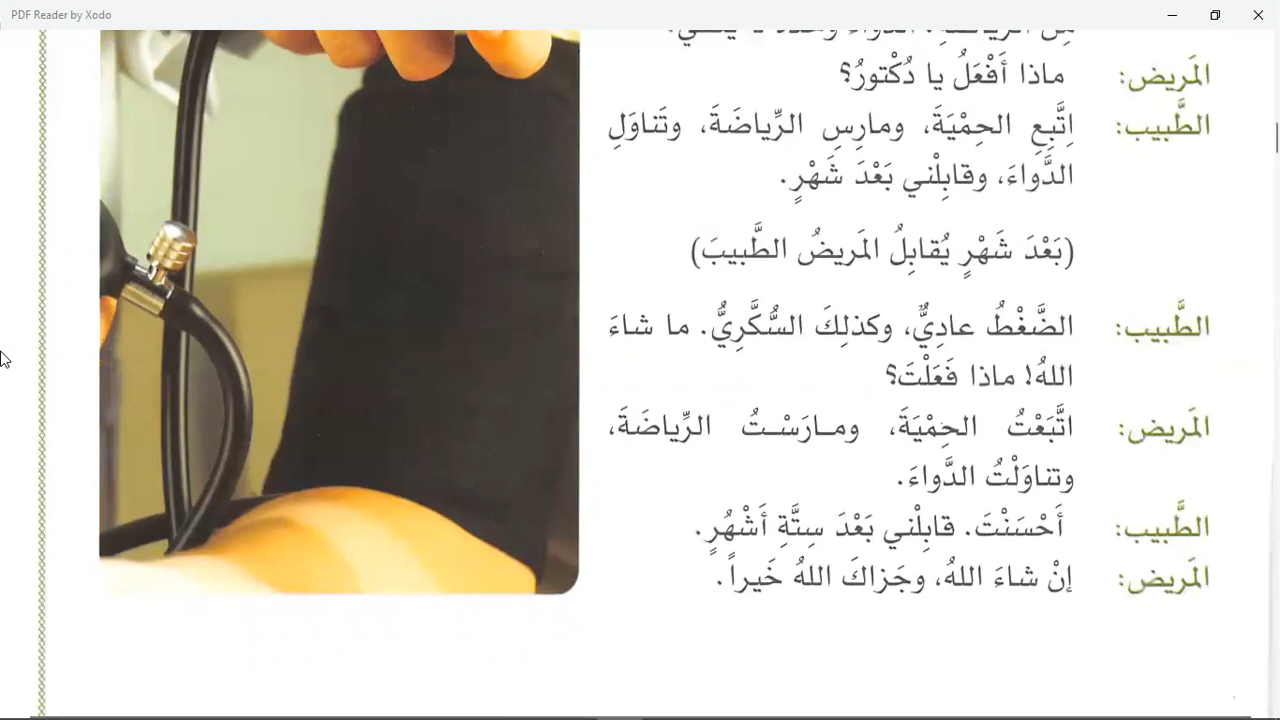 PDF Reader by Xodo
المَريض: ماذا أَفْعَلُ يا دُكْتورُ؟
الطَّبيب: اِتَّبِعِ الحِمْيَةَ، ومارِسِ الرِّياضَةَ، وتَناوَلِ
الدَّواءَ، وقابِلْني بَعْدَ شَهْرٍ.
(بَعْدَ شَهْرٍ يُقابِلُ المَريضُ الطَّبيبَ)
الطَّبيب: الضَّغْطُ عادِيٌّ، وكذلِكَ السُّكَّرِيُّ. ما شاءَ
اللهُ! ماذا فَعَلْتَ؟
المَريض: اتَّبَعْتُ الحِمْيَةَ، ومـارَسْـتُ الرِّياضَةَ،
وتناوَلْتُ الدَّواءَ.
الطَّبيب: أَحْسَنْتَ. قابِلْني بَعْدَ سِتَّةِ أَشْهُرٍ.
المَريض: إنْ شاءَ اللهُ، وجَزاكَ اللهُ خَيراً.